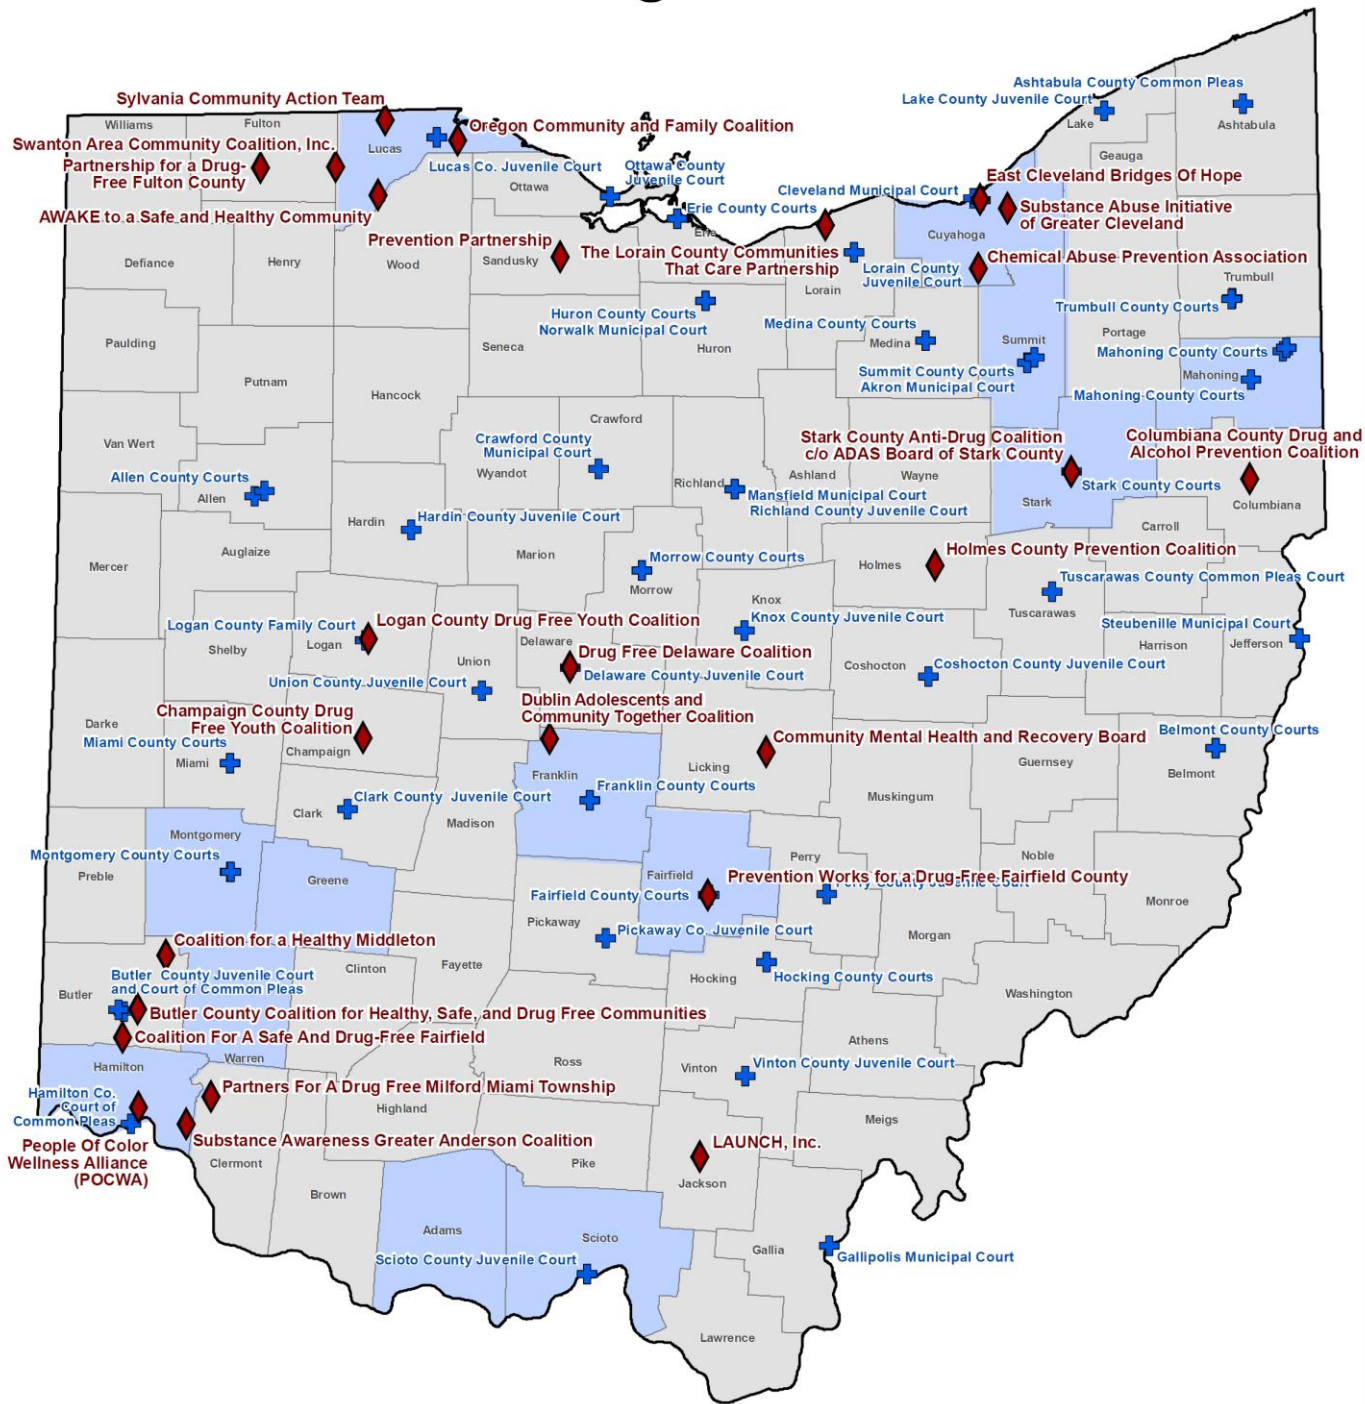 Ashtabula County Common Pleas
Lake County Juvenile Court
Lake
Ashtabula
Sylvania Community Action Team
Williams
Fulton
Oregon Community and Family Coalition
Swanton Area Community Coalition, Inc.
Lucas
Geauga
Partnership for a Drug-
Free Fulton County
Lucas Co. Juvenile Court
Ottawa County
Juvenile Court
East Cleveland Bridges Of Hope
Ottawa
Cleveland Municipal Court
AWAKE to a Safe and Healthy Community
Erie County Courts
Substance Abuse Initiative
of Greater Cleveland
Erie
Cuyahoga
Prevention Partnership
The Lorain County Communities
That Care Partnership
Chemical Abuse Prevention Association
Defiance
Henry
Wood
Sandusky
Lorain County
Juvenile Court
Lorain
Trumbull
Trumbull County Courts
Huron County Courts
Norwalk Municipal Court
Medina County Courts
Portage
Paulding
Seneca
Huron
Medina
Summit
Mahoning County Courts
Summit County Courts
Akron Municipal Court
Mahoning
Mahoning County Courts
Putnam
Hancock
Crawford
Van Wert
Crawford County
Municipal Court
Wyandot
Stark County Anti-Drug Coalition
c/o ADAS Board of Stark County
Columbiana County Drug and
Alcohol Prevention Coalition
Allen County Courts
Allen
Richland
Ashland
Wayne
Stark County Courts
Mansfield Municipal Court
Richland County Juvenile Court
Stark
Columbiana
Hardin
Hardin County Juvenile Court
Carroll
Auglaize
Marion
Mercer
Morrow County Courts
Morrow
Holmes
Holmes County Prevention Coalition
Tuscarawas County Common Pleas Court
Tuscarawas
Knox
Knox County Juvenile Court
Logan County Family Court
Logan County Drug Free Youth Coalition
Logan
Shelby
Steubenville Municipal Court
Harrison
Jefferson
Delaware
Drug Free Delaware Coalition
Delaware County Juvenile Court
Union
Union County Juvenile Court
Coshocton
Coshocton County Juvenile Court
Dublin Adolescents and
Community Together Coalition
Champaign County Drug
Free Youth Coalition
Darke
Miami County Courts
Miami
Champaign
Community Mental Health and Recovery Board
Belmont County Courts
Licking
Guernsey
Belmont
Franklin
Franklin County Courts
Muskingum
Clark County Juvenile Court
Clark
Madison
Montgomery
Montgomery County Courts
Preble
Greene
Perry
Noble
Fairfield
Prevention Works for a Drug-Free Fairfield County
Perry County Juvenile Court
Fairfield County Courts
Monroe
Pickaway
Pickaway Co. Juvenile Court
Morgan
Coalition for a Healthy Middleton
Clinton
Fayette
Hocking
Hocking County Courts
Butler County Juvenile Court
and Court of Common Pleas
Butler
Washington
Butler County Coalition for Healthy, Safe, and Drug Free Communities
Coalition For A Safe And Drug-Free Fairfield
Athens
Warren
Hamilton
Ross
Vinton
Vinton County Juvenile Court
Partners For A Drug Free Milford Miami Township
Hamilton Co.
Court of
Common Pleas
Highland
Meigs
Substance Awareness Greater Anderson Coalition
LAUNCH, Inc.
People Of Color
Wellness Alliance
(POCWA)
Clermont
Pike
Jackson
Brown
Adams
Scioto
Gallia
Scioto County Juvenile Court
Gallipolis Municipal Court
Lawrence